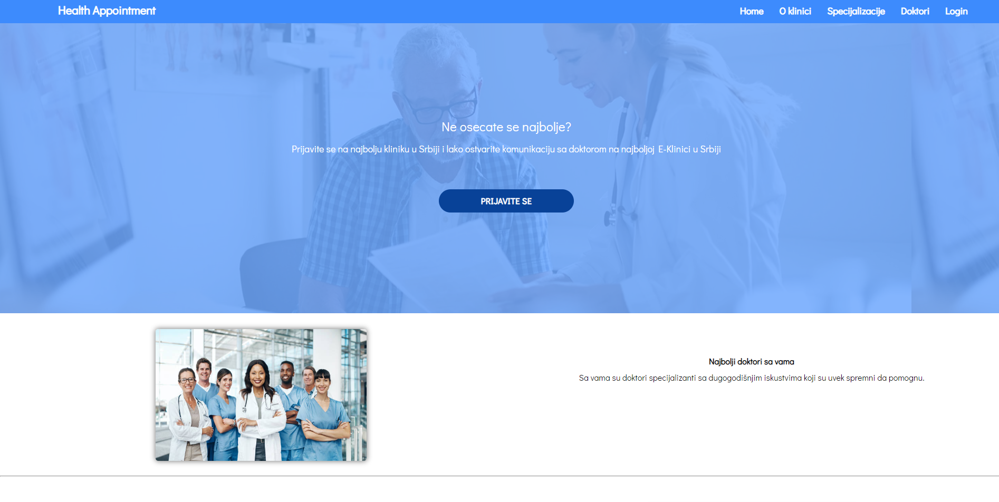 Health Appointment
Home
O klinici
Specijalizacije
Doktori
Login
Ne osecate se najbolje?
Prijavite se na najbolju kliniku u Srbiji i lako ostvarite komunikaciju sa doktorom na najboljoj E-Klinici u Srbiji
PRIJAVITE SE
Najbolji doktori sa vama
Sa vama su doktori specijalizanti sa dugogodišnjim iskustvima koji su uvek spremni da pomognu.